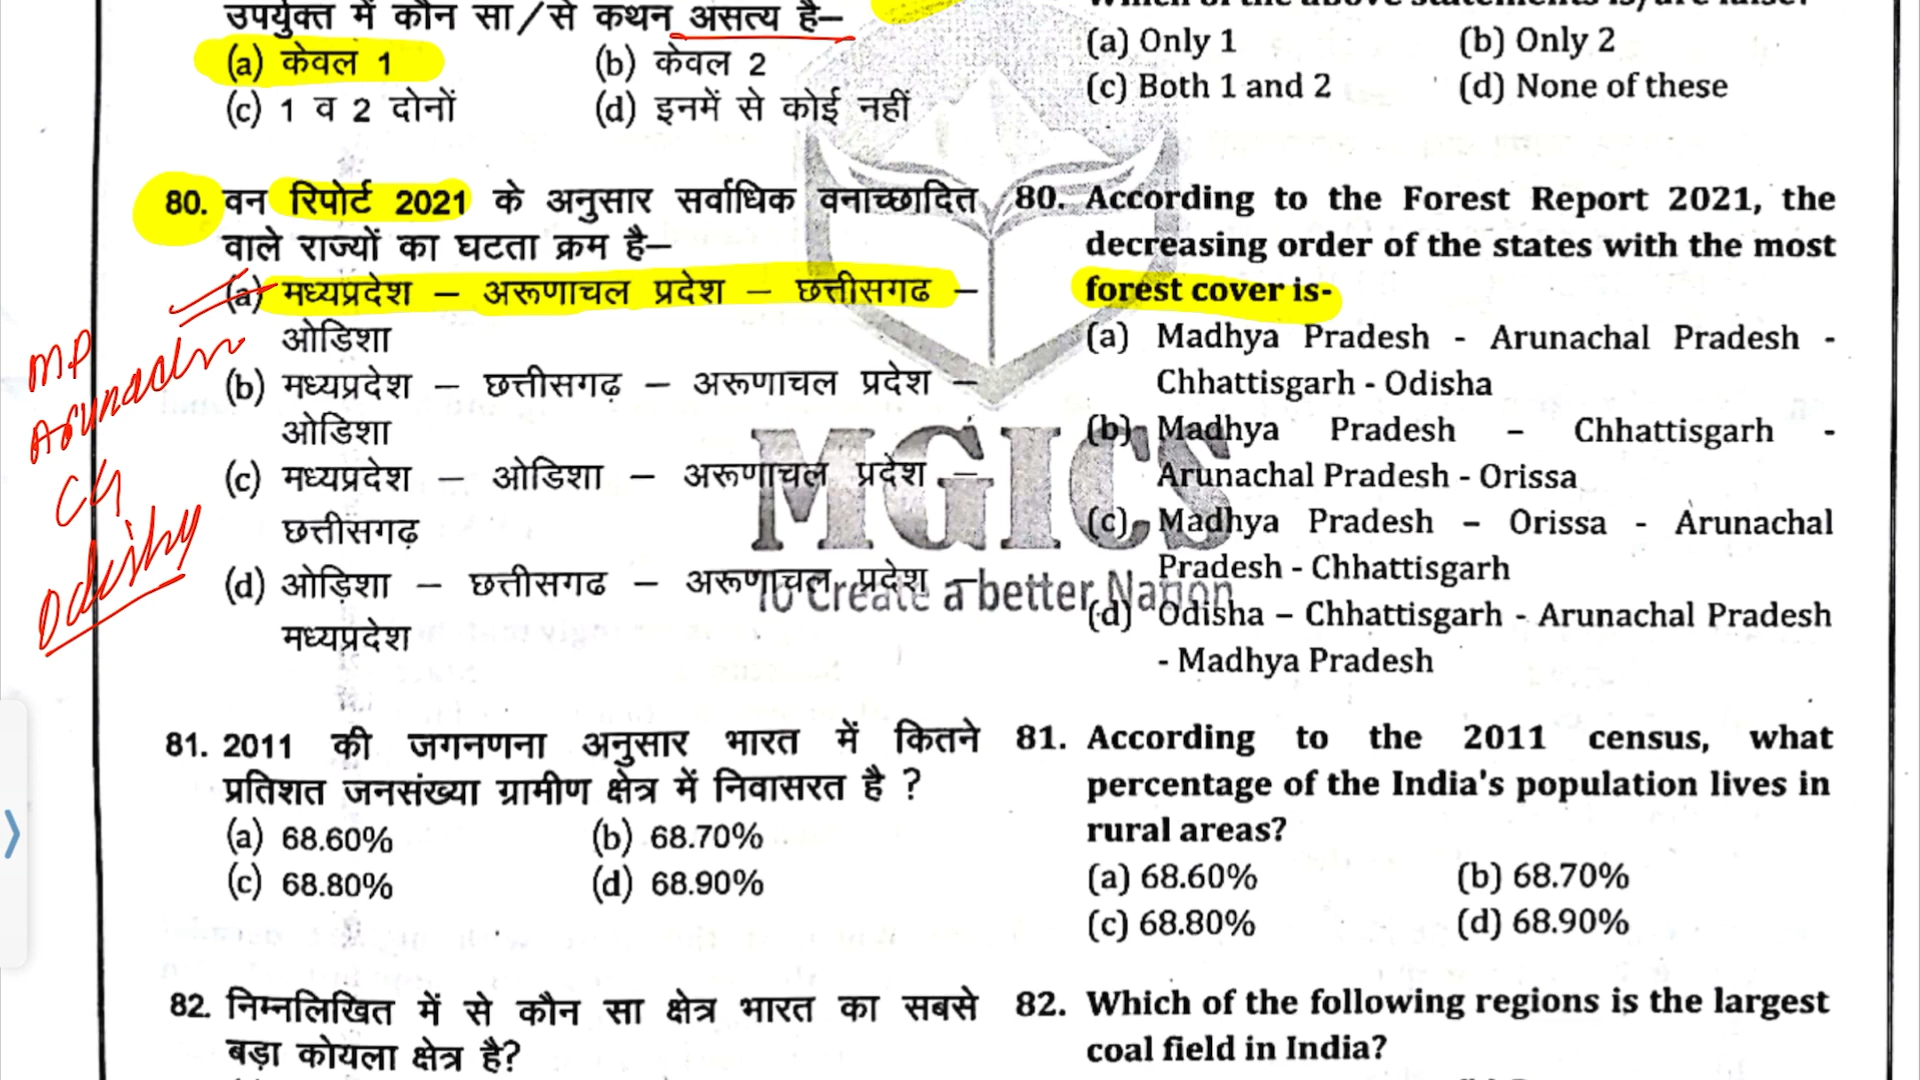 उपर्युक्त में कौन सा/से कथन असत्य है–
(a) केवल 1 (b) केवल 2
(c) 1 व 2 दोनों (d) इनमें से कोई नहीं
80. वन रिपोर्ट 2021 के अनुसार सर्वाधिक वनाच्छादित
वाले राज्यों का घटता क्रम है–
(a) मध्यप्रदेश – अरूणाचल प्रदेश – छत्तीसगढ –
ओडिशा
(b) मध्यप्रदेश – छत्तीसगढ़ – अरूणाचल प्रदेश –
ओडिशा
(c) मध्यप्रदेश – ओडिशा – अरूणाचल प्रदेश –
छत्तीसगढ़
(d) ओड़िशा – छत्तीसगढ – अरूणाचल प्रदेश –
मध्यप्रदेश
81. 2011 की जगनणना अनुसार भारत में कितने
प्रतिशत जनसंख्या ग्रामीण क्षेत्र में निवासरत है ?
(a) 68.60% (b) 68.70%
(c) 68.80% (d) 68.90%
82. निम्नलिखित में से कौन सा क्षेत्र भारत का सबसे
बड़ा कोयला क्षेत्र है?
MP
Arunachal
CG
Odisha
MGICS
To Create a better Nation
(a) Only 1 (b) Only 2
(c) Both 1 and 2 (d) None of these
80. According to the Forest Report 2021, the
decreasing order of the states with the most
forest cover is-
(a) Madhya Pradesh - Arunachal Pradesh -
Chhattisgarh - Odisha
(b) Madhya Pradesh – Chhattisgarh -
Arunachal Pradesh - Orissa
(c) Madhya Pradesh – Orissa - Arunachal
Pradesh - Chhattisgarh
(d) Odisha – Chhattisgarh - Arunachal Pradesh
- Madhya Pradesh
81. According to the 2011 census, what
percentage of the India's population lives in
rural areas?
(a) 68.60% (b) 68.70%
(c) 68.80% (d) 68.90%
82. Which of the following regions is the largest
coal field in India?